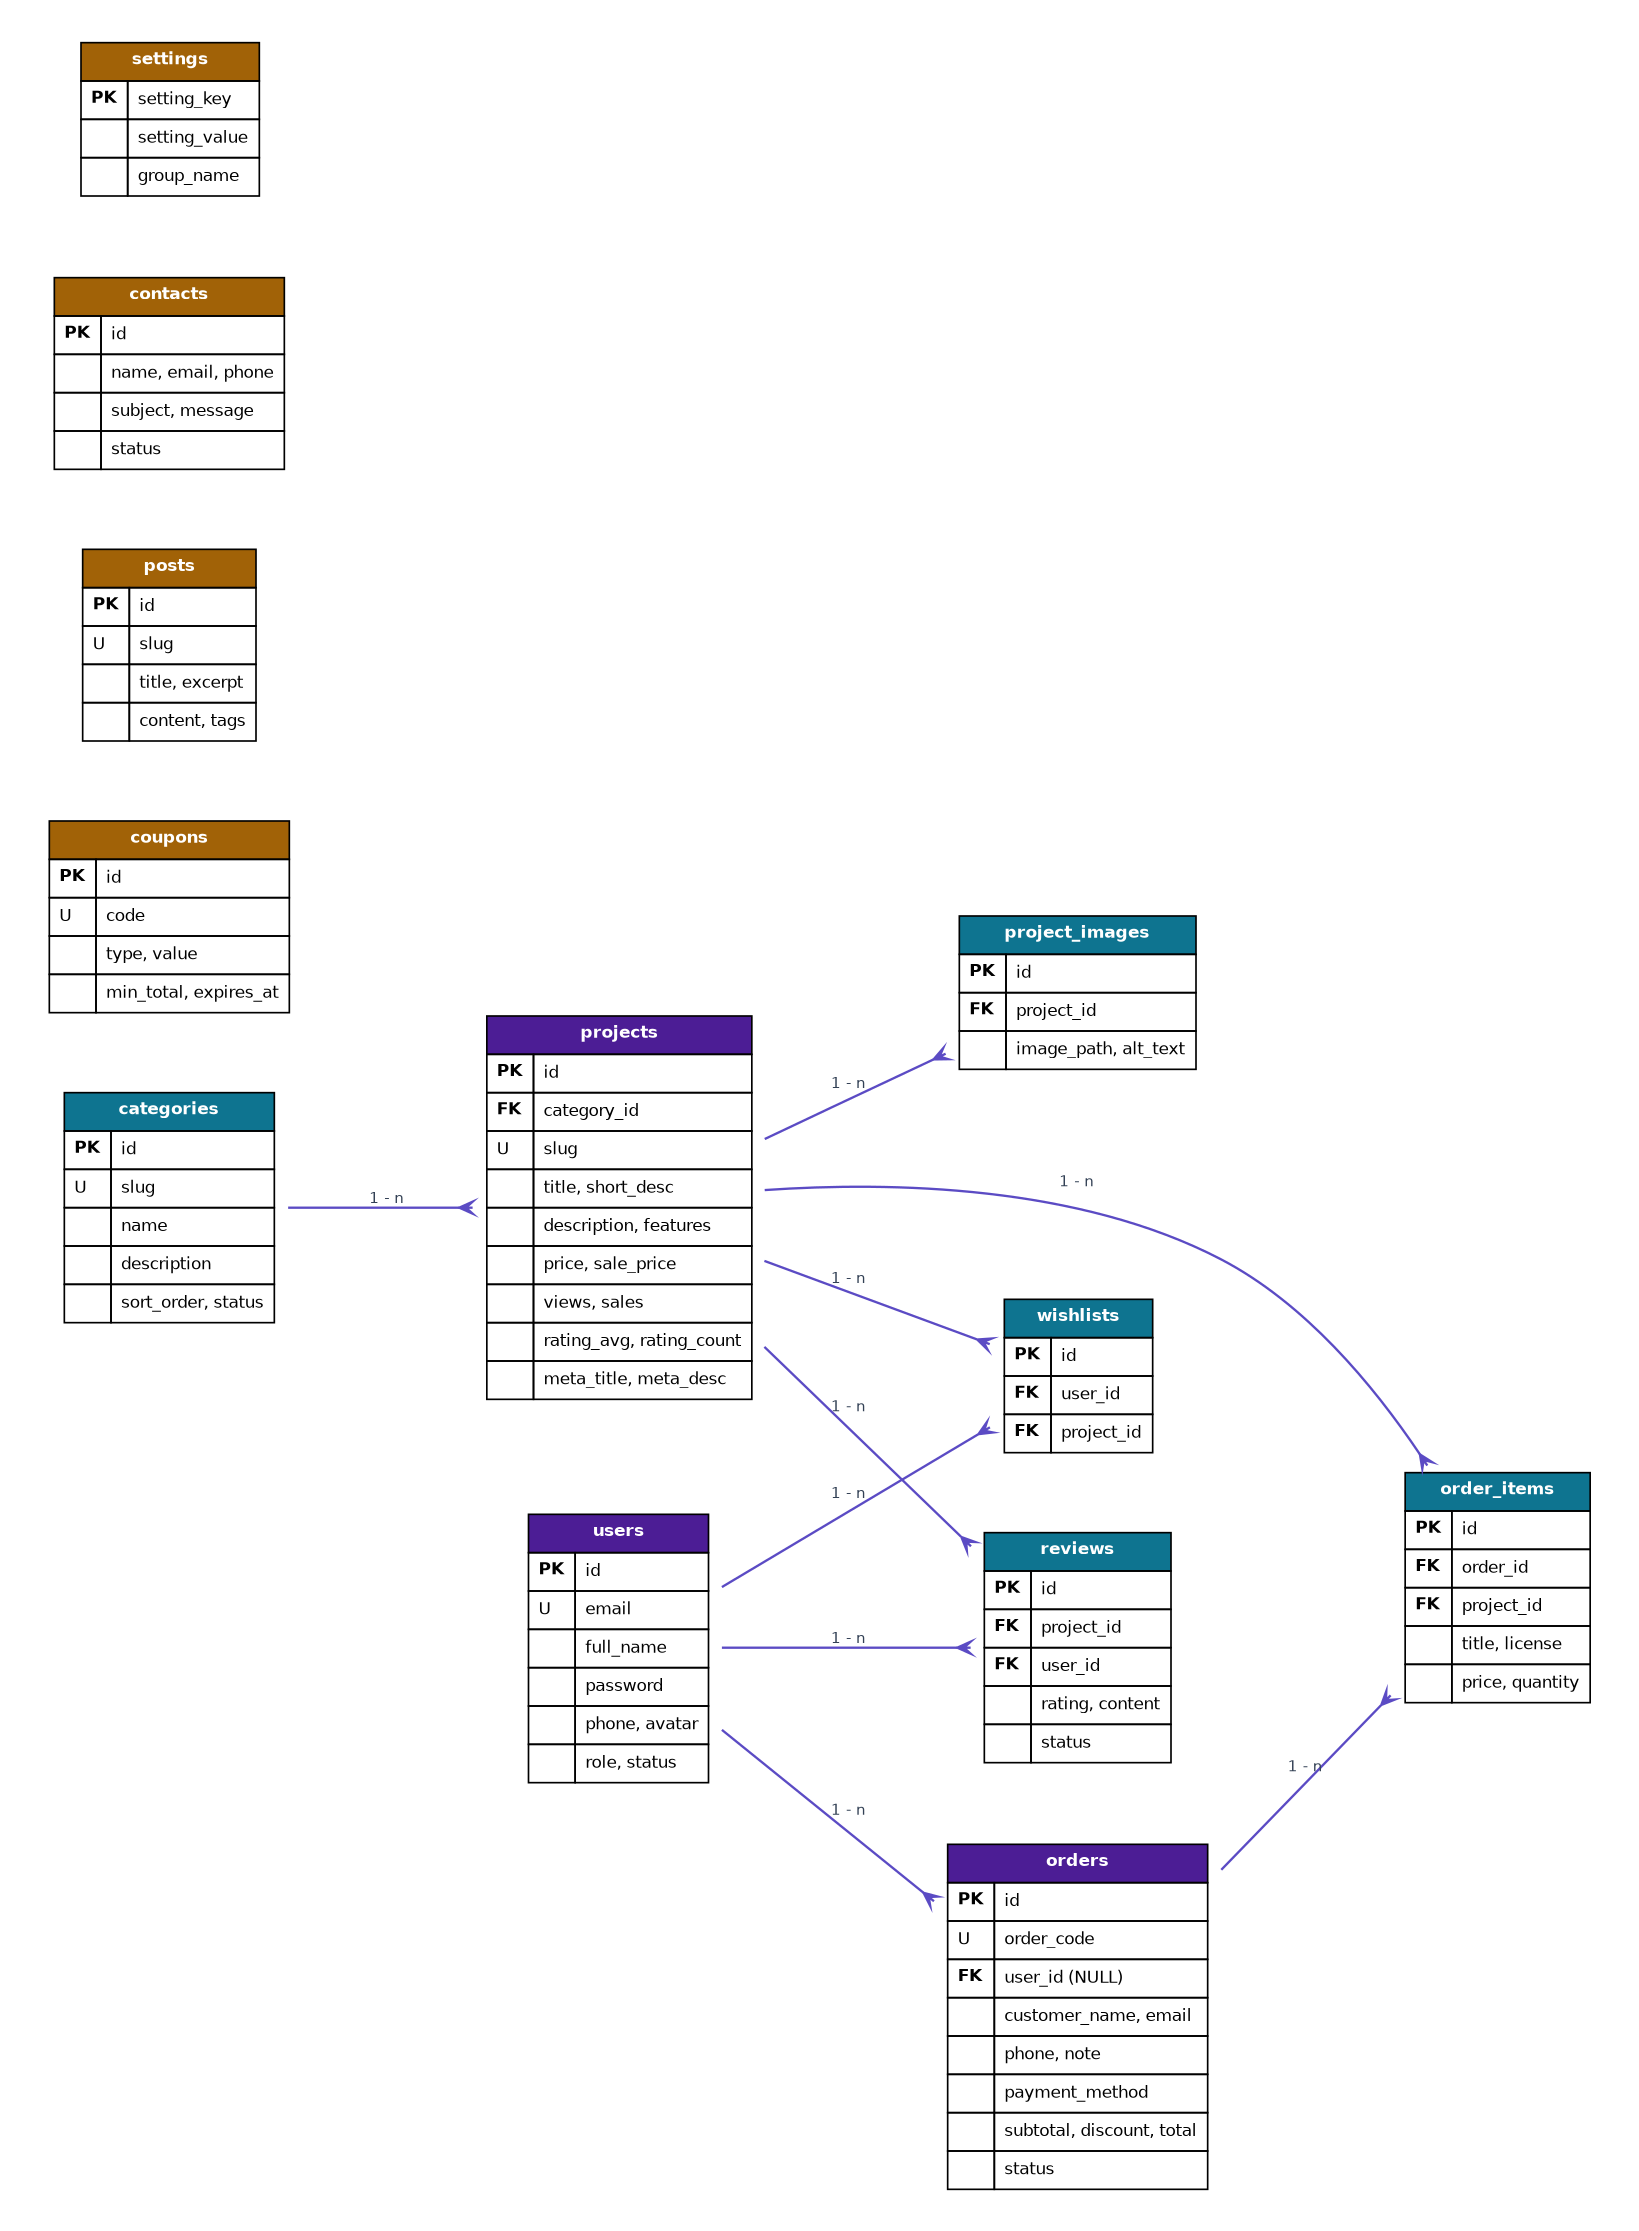 settings
PK setting_key
setting_value
group_name
contacts
PK id
name, email, phone
subject, message
status
posts
PK id
U slug
title, excerpt
content, tags
coupons
PK id
U code
type, value
min_total, expires_at
categories
PK id
U slug
name
description
sort_order, status
1 - n
projects
PK id
FK category_id
U slug
title, short_desc
description, features
price, sale_price
views, sales
rating_avg, rating_count
meta_title, meta_desc
users
PK id
U email
full_name
password
phone, avatar
role, status
1 - n
1 - n
1 - n
1 - n
1 - n
1 - n
project_images
PK id
FK project_id
image_path, alt_text
1 - n
wishlists
PK id
FK user_id
FK project_id
reviews
PK id
FK project_id
FK user_id
rating, content
status
orders
PK id
U order_code
FK user_id (NULL)
customer_name, email
phone, note
payment_method
subtotal, discount, total
status
1 - n
order_items
PK id
FK order_id
FK project_id
title, license
price, quantity